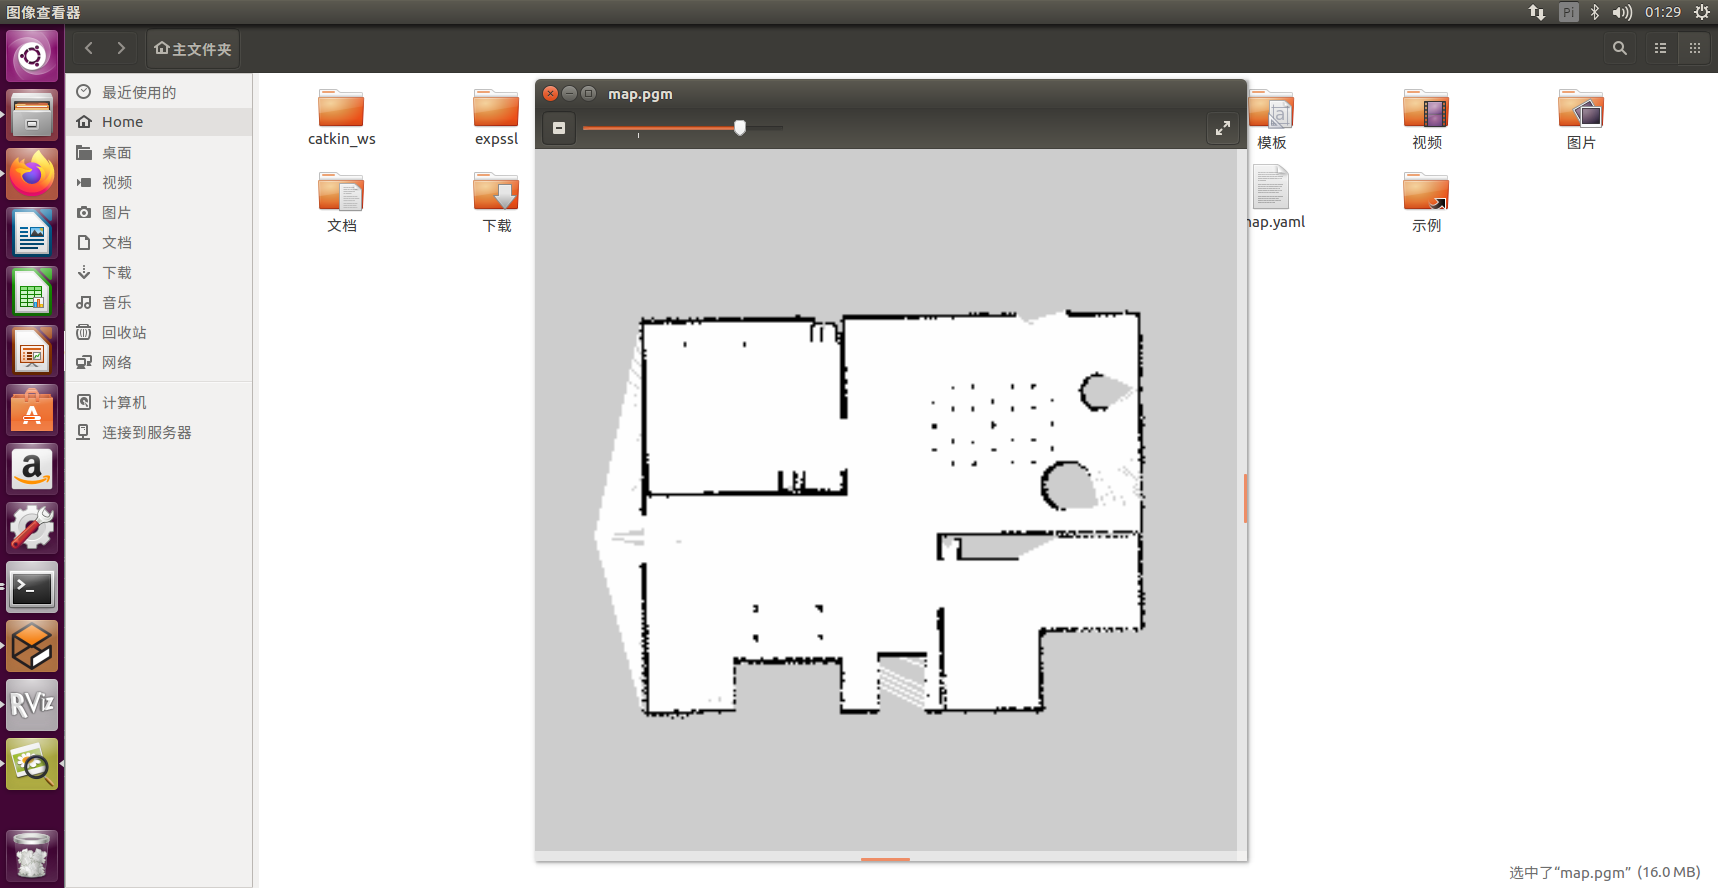 图像查看器
Pi
01:29
主文件夹
最近使用的
Home
桌面
视频
图片
文档
下载
音乐
回收站
网络
计算机
连接到服务器
catkin_ws
expssl
map.pgm
模板
视频
图片
文档
下载
ap.yaml
示例
a
RViz
选中了“map.pgm” (16.0 MB)